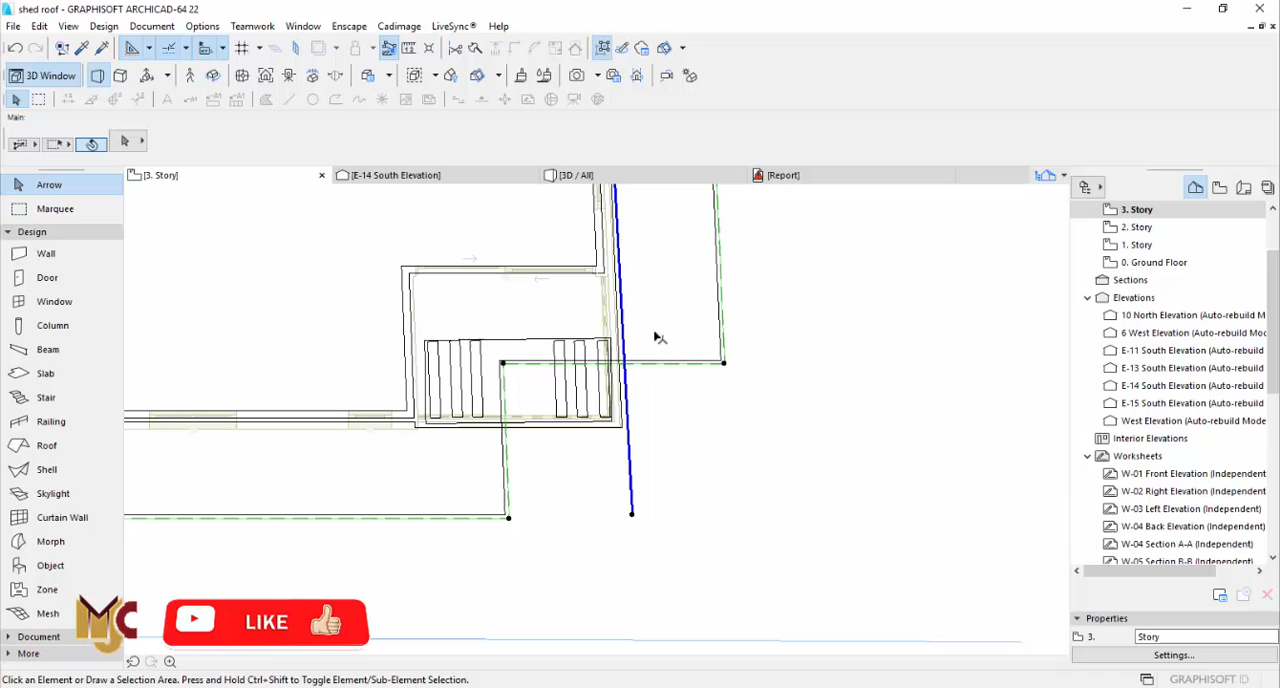 shed roof - GRAPHISOFT ARCHICAD-64 22
File Edit View Design Document Options Teamwork Window Enscape Cadimage LiveSync® Help
3D Window
Main:
[3. Story]
[E-14 South Elevation]
[3D / All]
[Report]
Arrow
Marquee
Design
Wall
Door
Window
Column
Beam
Slab
Stair
Railing
Roof
Shell
Skylight
Curtain Wall
Morph
Object
Zone
Mesh
Document
More
MJC
LIKE
3. Story
2. Story
1. Story
0. Ground Floor
Sections
Elevations
10 North Elevation (Auto-rebuild M
6 West Elevation (Auto-rebuild Mode
E-11 South Elevation (Auto-rebuild
E-13 South Elevation (Auto-rebuild
E-14 South Elevation (Auto-rebuild
E-15 South Elevation (Auto-rebuild
West Elevation (Auto-rebuild Mode
Interior Elevations
Worksheets
W-01 Front Elevation (Independent
W-02 Right Elevation (Independent
W-03 Left Elevation (Independent)
W-04 Back Elevation (Independent)
W-04 Section A-A (Independent)
W-05 Section B-B (Independent)
Properties
3. Story
Settings...
Click an Element or Draw a Selection Area. Press and Hold Ctrl+Shift to Toggle Element/Sub-Element Selection.
GRAPHISOFT ID